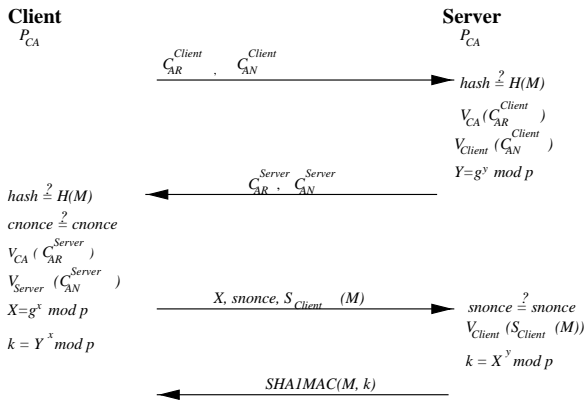 Client Server
P_CA P_CA
C_AR^Client , C_AN^Client
hash ≟ H(M)
V_CA (C_AR^Client )
V_Client (C_AN^Client )
Y=g^y mod p
C_AR^Server , C_AN^Server
hash ≟ H(M)
cnonce ≟ cnonce
V_CA ( C_AR^Server )
V_Server (C_AN^Server )
X=g^x mod p
k = Y^x mod p
X, snonce, S_Client (M)
snonce ≟ snonce
V_Client (S_Client (M))
k = X^y mod p
SHA1MAC(M, k)